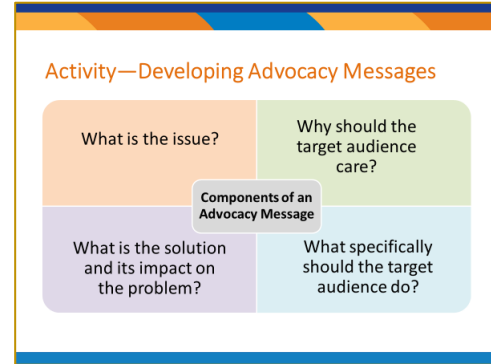 Activity—Developing Advocacy Messages
What is the issue?
Why should the
target audience
care?
Components of an
Advocacy Message
What is the solution
and its impact on
the problem?
What specifically
should the target
audience do?